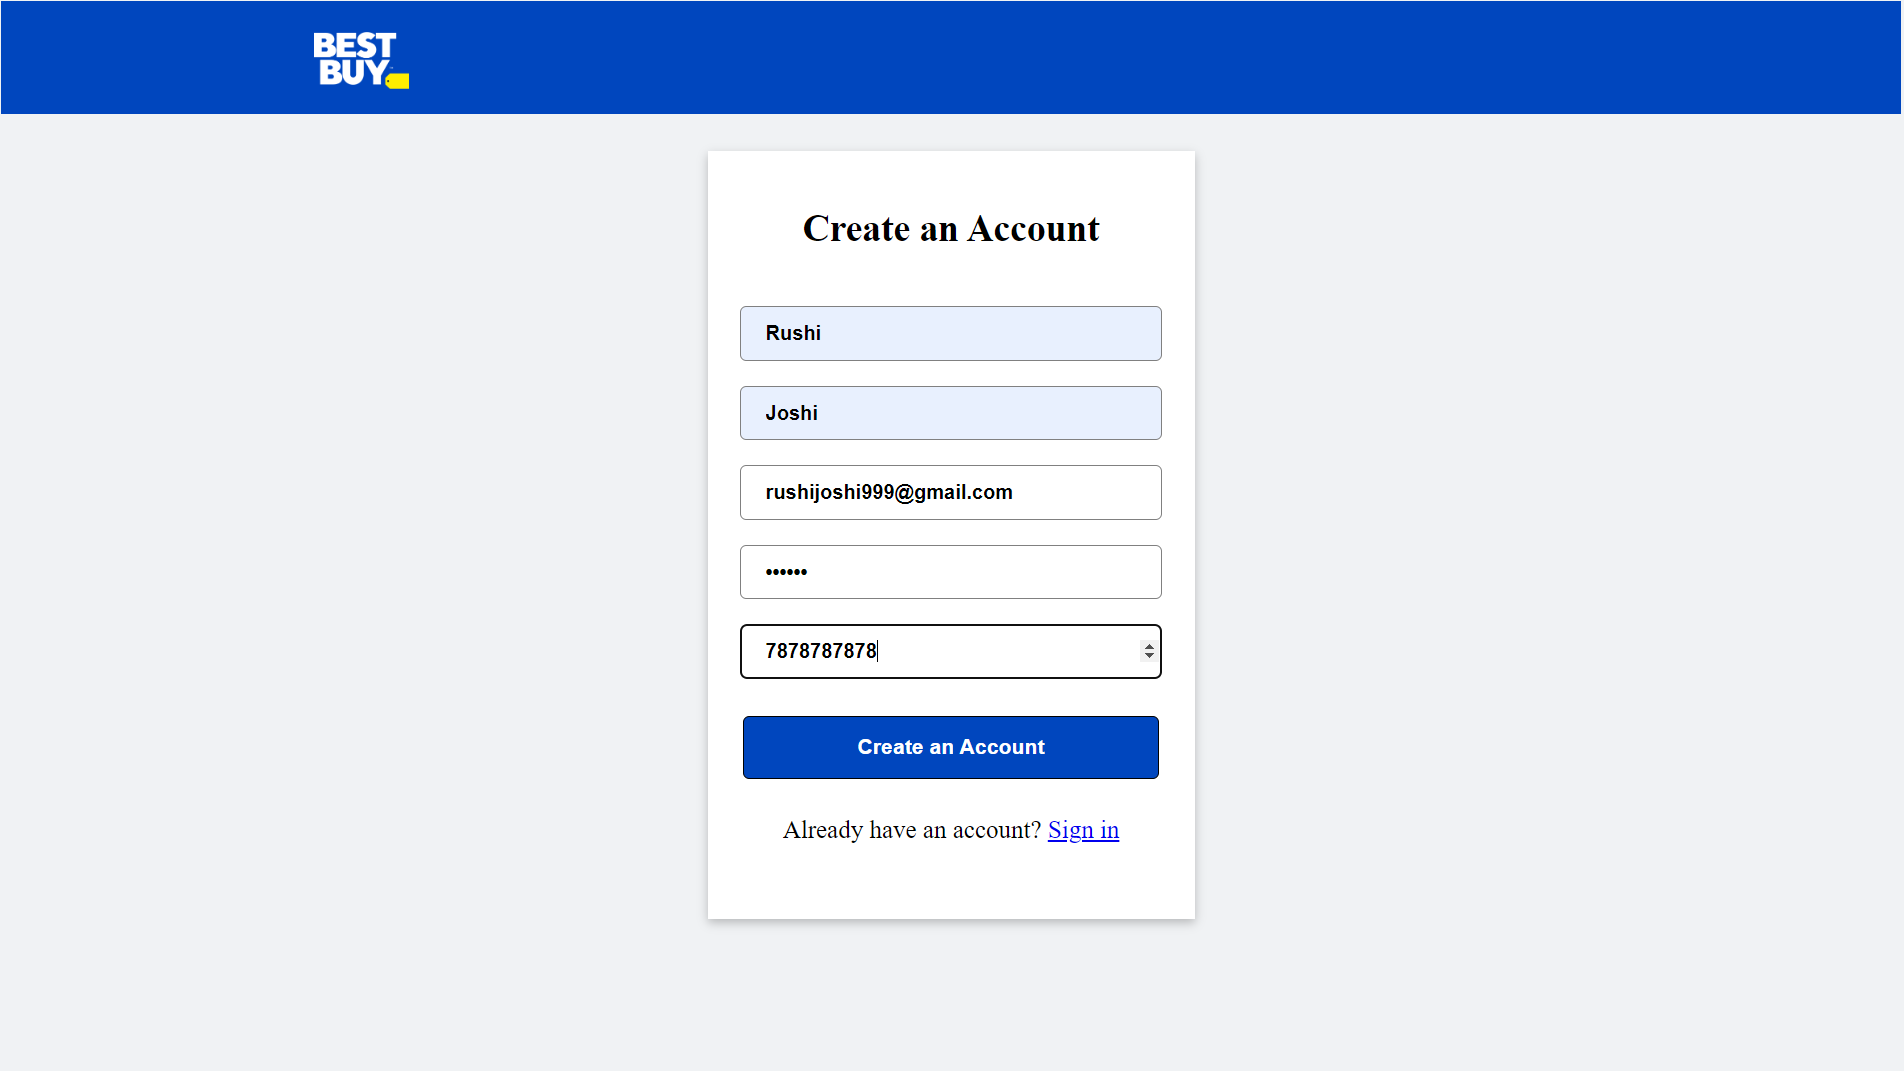 BEST
BUY
Create an Account
Rushi
Joshi
rushijoshi999@gmail.com
••••••
7878787878
Create an Account
Already have an account? Sign in